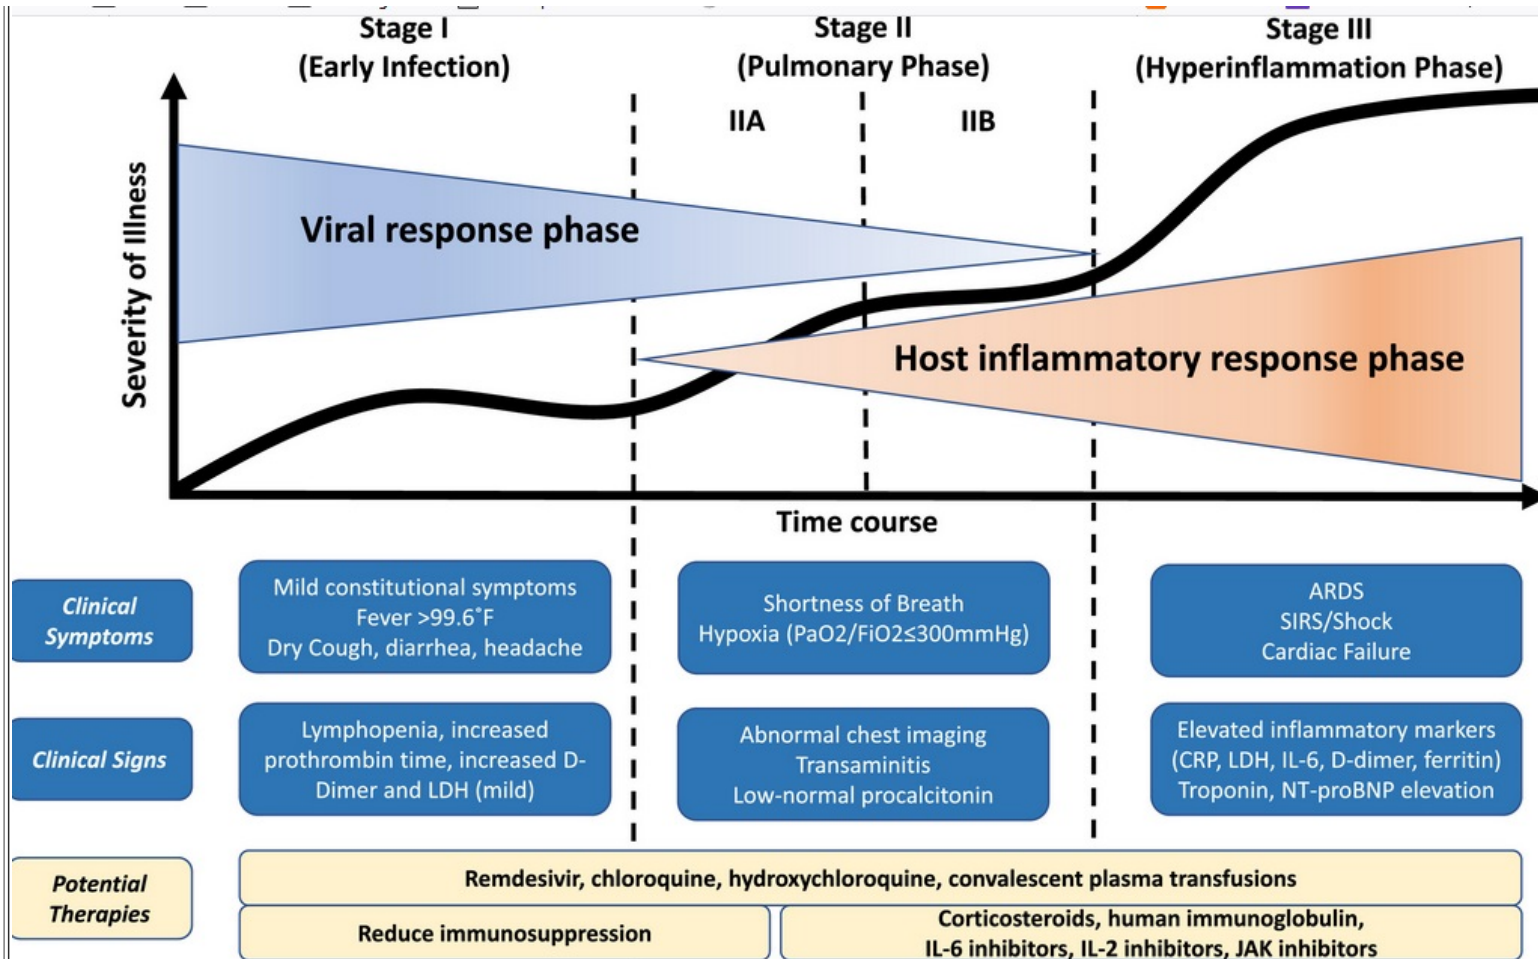 Stage I
(Early Infection)
Stage II
(Pulmonary Phase)
Stage III
(Hyperinflammation Phase)
IIA
IIB
Severity of Illness
Viral response phase
Host inflammatory response phase
Time course
Clinical
Symptoms
Mild constitutional symptoms
Fever >99.6˚F
Dry Cough, diarrhea, headache
Shortness of Breath
Hypoxia (PaO2/FiO2≤300mmHg)
ARDS
SIRS/Shock
Cardiac Failure
Clinical Signs
Lymphopenia, increased
prothrombin time, increased D-
Dimer and LDH (mild)
Abnormal chest imaging
Transaminitis
Low-normal procalcitonin
Elevated inflammatory markers
(CRP, LDH, IL-6, D-dimer, ferritin)
Troponin, NT-proBNP elevation
Potential
Therapies
Remdesivir, chloroquine, hydroxychloroquine, convalescent plasma transfusions
Reduce immunosuppression
Corticosteroids, human immunoglobulin,
IL-6 inhibitors, IL-2 inhibitors, JAK inhibitors